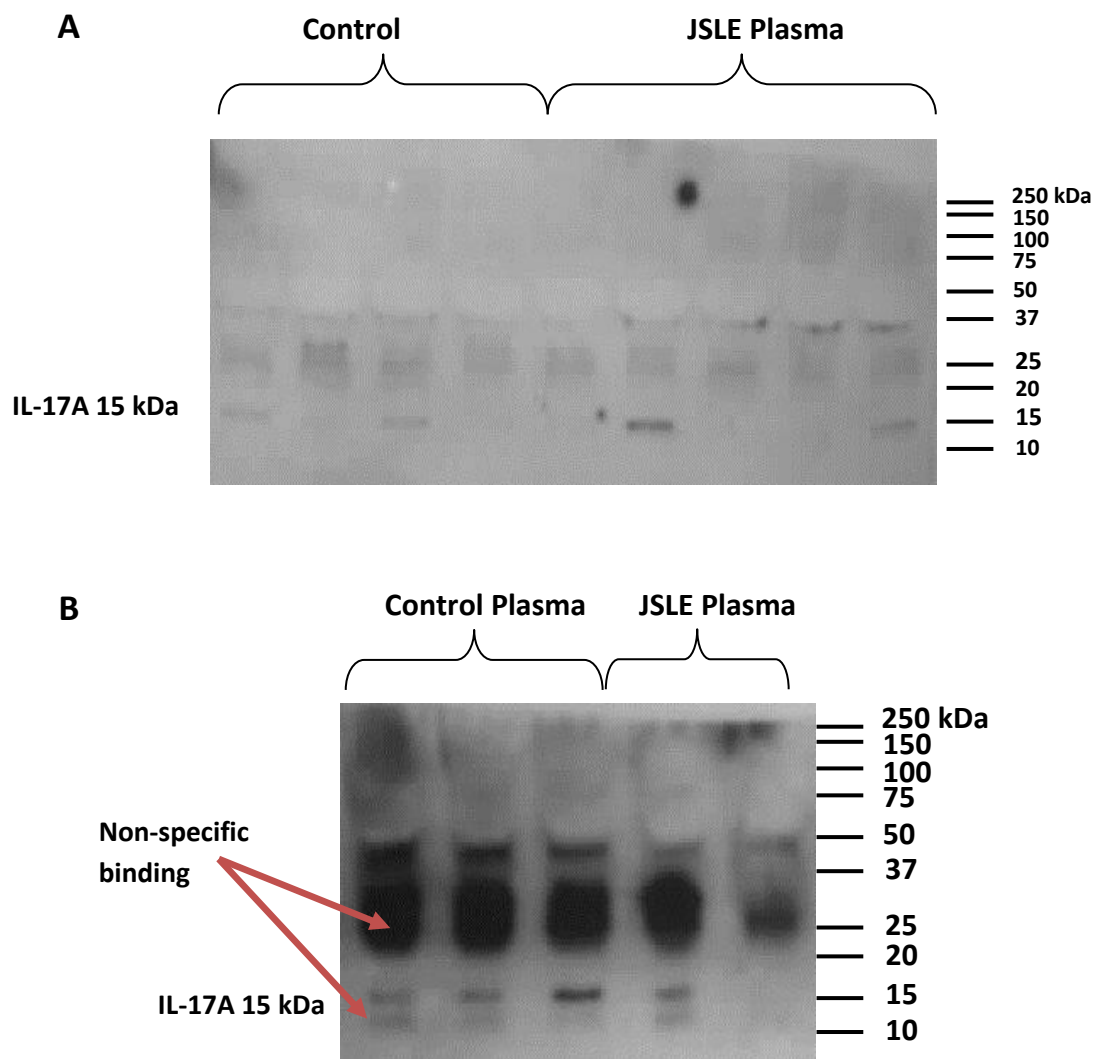 A
Control
JSLE Plasma
250 kDa
150
100
75
50
37
25
20
15
10
IL-17A 15 kDa
B
Control Plasma
JSLE Plasma
250 kDa
150
100
75
50
37
25
20
15
10
Non-specific
binding
IL-17A 15 kDa